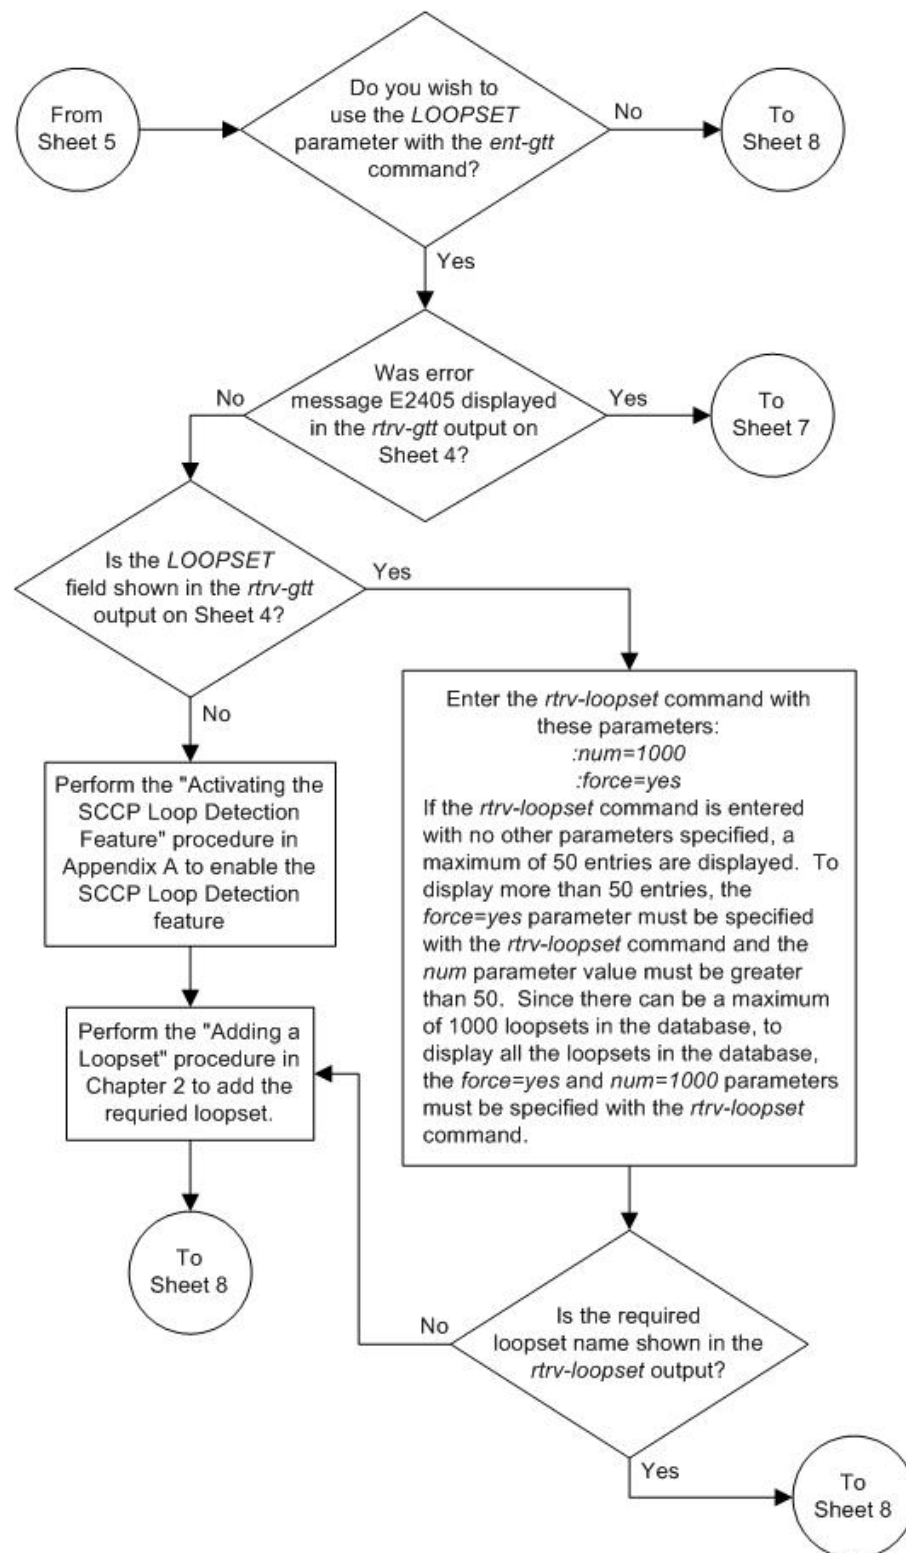 From
Sheet 5
Do you wish to
use the LOOPSET
parameter with the ent-gtt
command?
No
To
Sheet 8
Yes
Was error
message E2405 displayed
in the rtrv-gtt output on
Sheet 4?
No
Yes
To
Sheet 7
Is the LOOPSET
field shown in the rtrv-gtt
output on Sheet 4?
Yes
No
Enter the rtrv-loopset command with
these parameters:
:num=1000
:force=yes
If the rtrv-loopset command is entered
with no other parameters specified, a
maximum of 50 entries are displayed. To
display more than 50 entries, the
force=yes parameter must be specified
with the rtrv-loopset command and the
num parameter value must be greater
than 50. Since there can be a maximum
of 1000 loopsets in the database, to
display all the loopsets in the database,
the force=yes and num=1000 parameters
must be specified with the rtrv-loopset
command.
Perform the "Activating the
SCCP Loop Detection
Feature" procedure in
Appendix A to enable the
SCCP Loop Detection
feature
Perform the "Adding a
Loopset" procedure in
Chapter 2 to add the
requried loopset.
To
Sheet 8
Is the required
loopset name shown in the
rtrv-loopset output?
No
Yes
To
Sheet 8